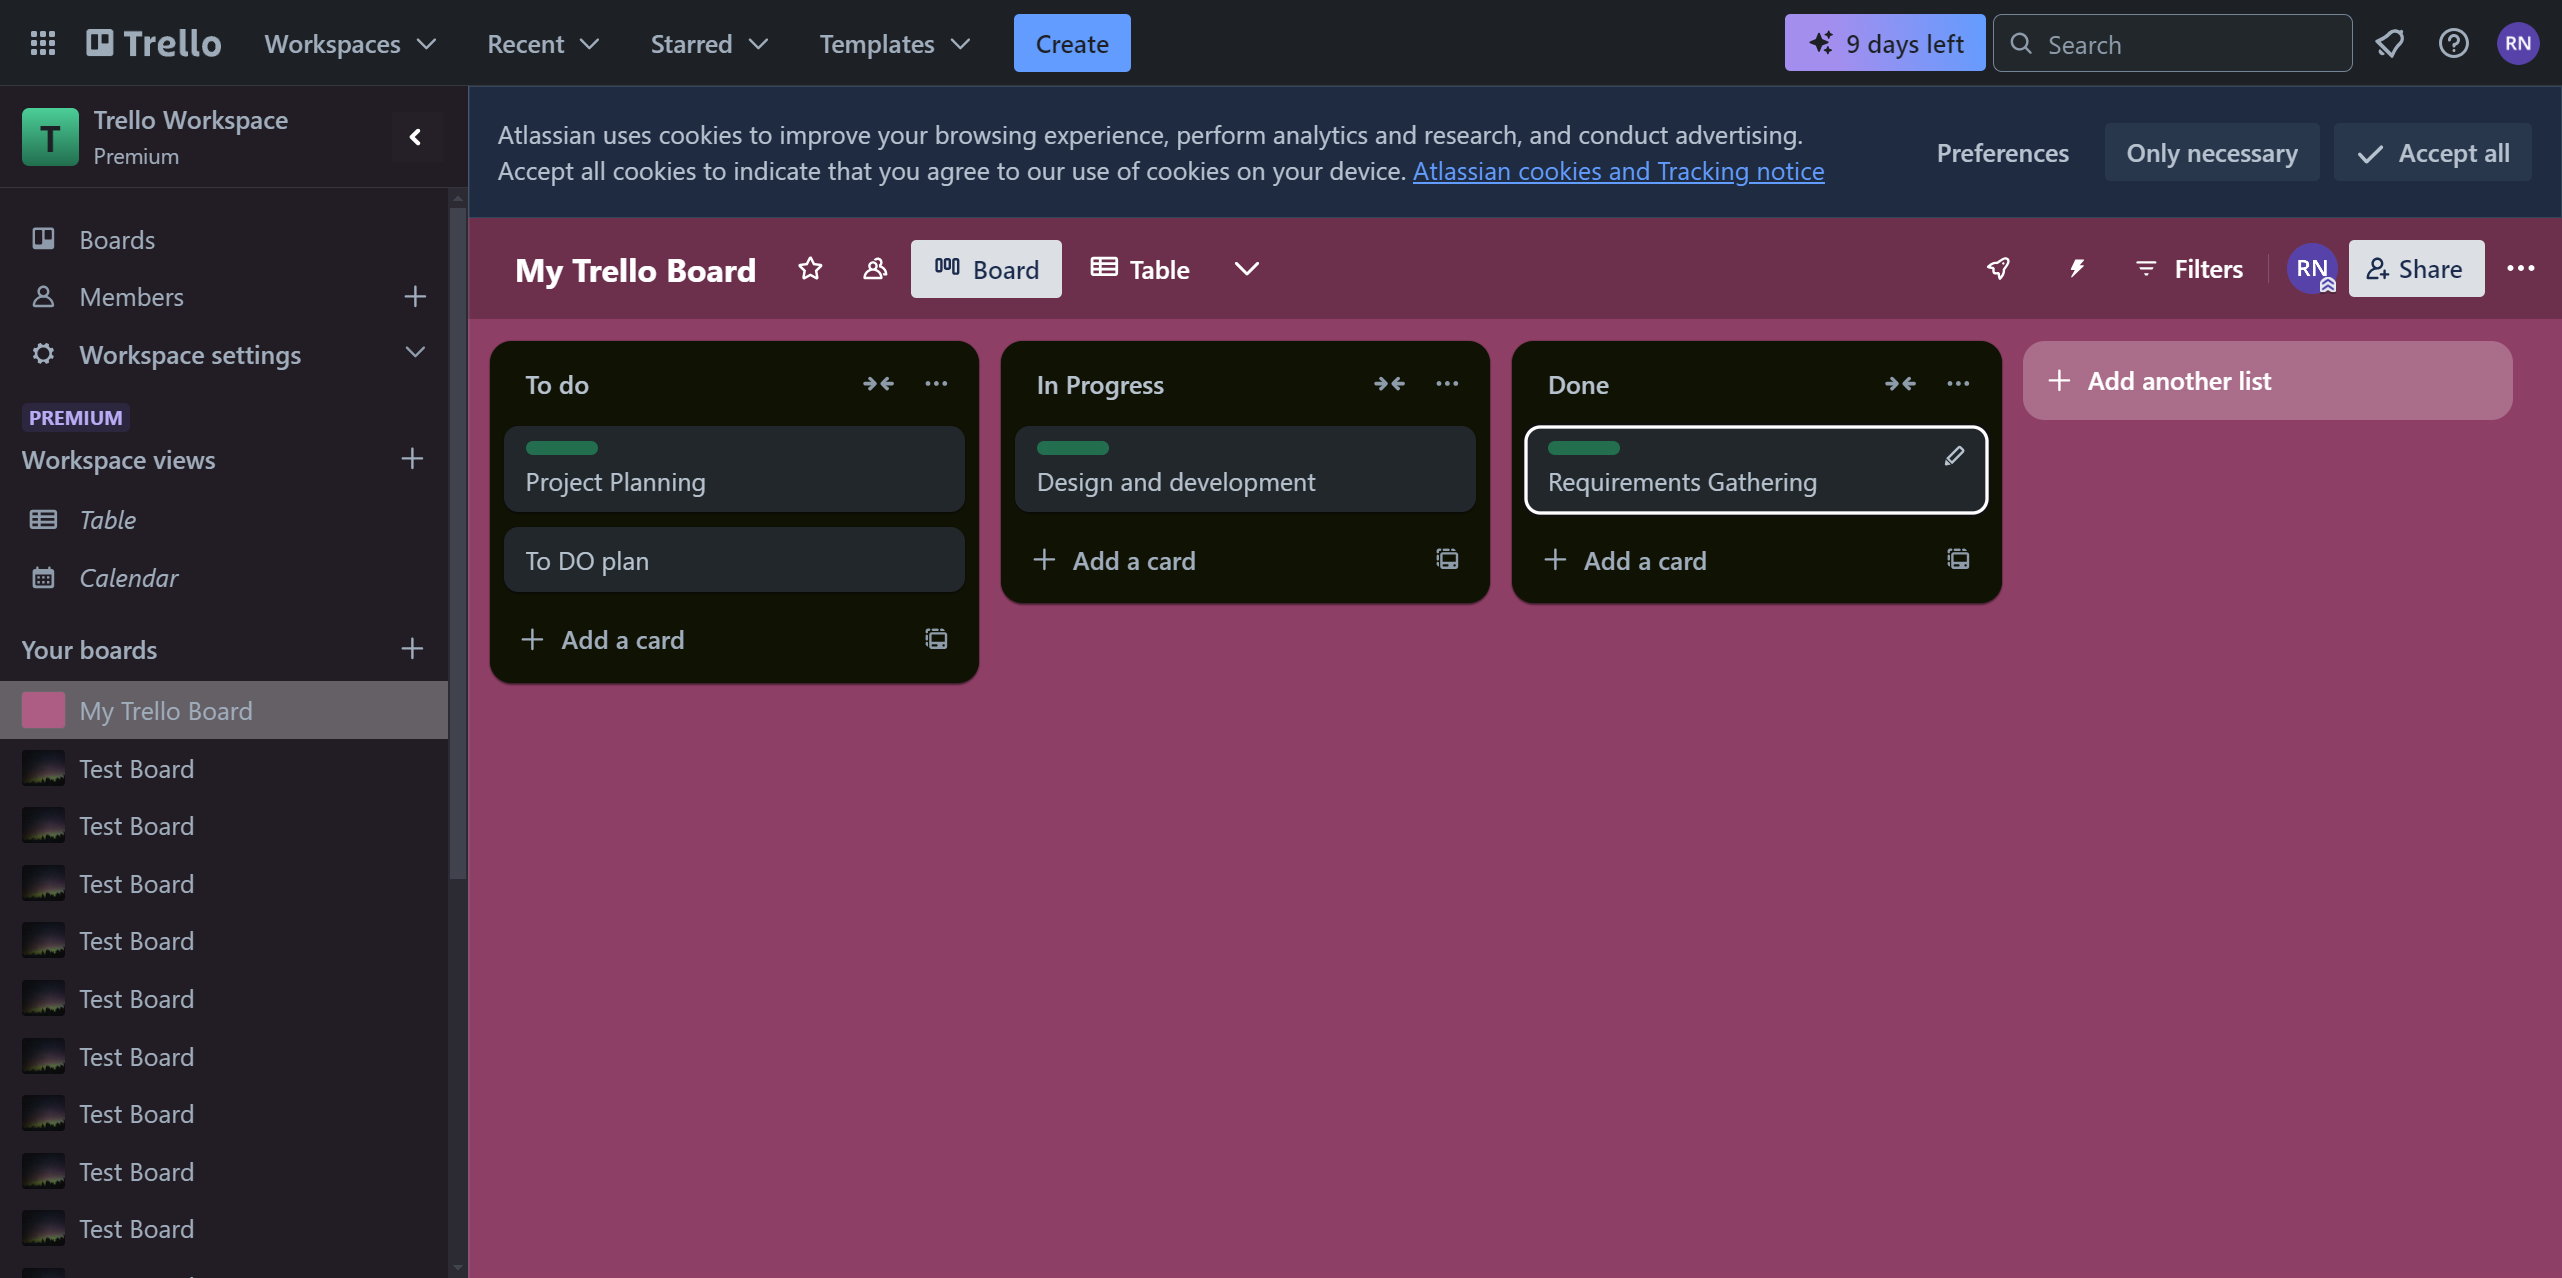 Trello
Workspaces
Recent
Starred
Templates
Create
9 days left
Search
RN
T
Trello Workspace
Premium
Atlassian uses cookies to improve your browsing experience, perform analytics and research, and conduct advertising.
Accept all cookies to indicate that you agree to our use of cookies on your device. Atlassian cookies and Tracking notice
Preferences
Only necessary
Accept all
Boards
Members
Workspace settings
PREMIUM
Workspace views
Table
Calendar
Your boards
My Trello Board
Test Board
Test Board
Test Board
Test Board
Test Board
Test Board
Test Board
Test Board
Test Board
My Trello Board
Board
Table
Filters
RN
Share
To do
Project Planning
To DO plan
Add a card
In Progress
Design and development
Add a card
Done
Requirements Gathering
Add a card
Add another list